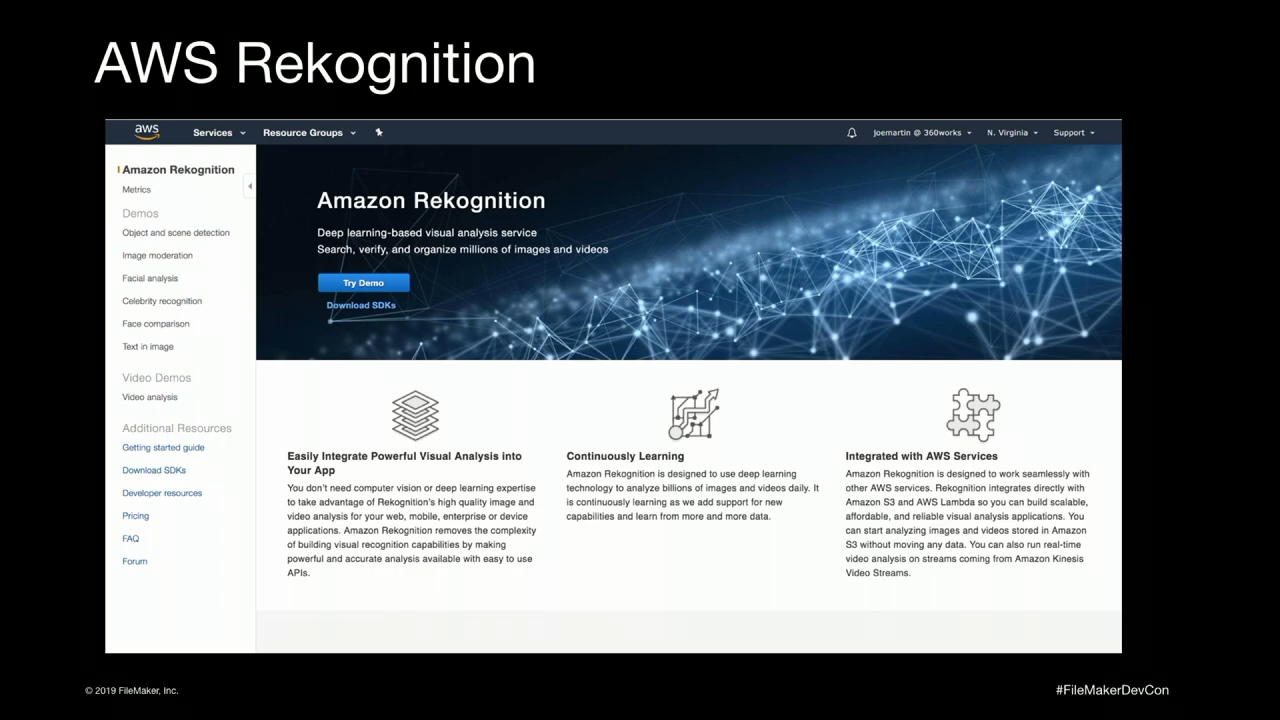 AWS Rekognition
aws
Services
Resource Groups
joemartin @ 360works
N. Virginia
Support
Amazon Rekognition
Metrics
Demos
Object and scene detection
Image moderation
Facial analysis
Celebrity recognition
Face comparison
Text in image
Video Demos
Video analysis
Additional Resources
Getting started guide
Download SDKs
Developer resources
Pricing
FAQ
Forum
Amazon Rekognition
Deep learning-based visual analysis service
Search, verify, and organize millions of images and videos
Try Demo
Download SDKs
Easily Integrate Powerful Visual Analysis into
Your App
You don't need computer vision or deep learning expertise
to take advantage of Rekognition's high quality image and
video analysis for your web, mobile, enterprise or device
applications. Amazon Rekognition removes the complexity
of building visual recognition capabilities by making
powerful and accurate analysis available with easy to use
APIs.
Continuously Learning
Amazon Rekognition is designed to use deep learning
technology to analyze billions of images and videos daily. It
is continuously learning as we add support for new
capabilities and learn from more and more data.
Integrated with AWS Services
Amazon Rekognition is designed to work seamlessly with
other AWS services. Rekognition integrates directly with
Amazon S3 and AWS Lambda so you can build scalable,
affordable, and reliable visual analysis applications. You
can start analyzing images and videos stored in Amazon
S3 without moving any data. You can also run real-time
video analysis on streams coming from Amazon Kinesis
Video Streams.
© 2019 FileMaker, Inc.
#FileMakerDevCon